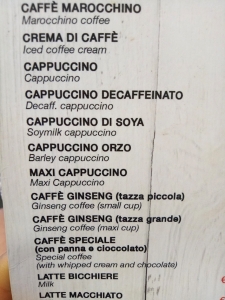 CAFFÈ MAROCCHINO
Marocchino coffee
CREMA DI CAFFÈ
Iced coffee cream
CAPPUCCINO
Cappuccino
CAPPUCCINO DECAFFEINATO
Decaff. cappuccino
CAPPUCCINO DI SOYA
Soymilk cappuccino
CAPPUCCINO ORZO
Barley cappuccino
MAXI CAPPUCCINO
Maxi Cappuccino
CAFFÈ GINSENG (tazza piccola)
Ginseng coffee (small cup)
CAFFÈ GINSENG (tazza grande)
Ginseng coffee (maxi cup)
CAFFÈ SPECIALE
(con panna e cioccolato)
Special coffee
(with whipped cream and chocolate)
LATTE BICCHIERE
Milk
LATTE MACCHIATO